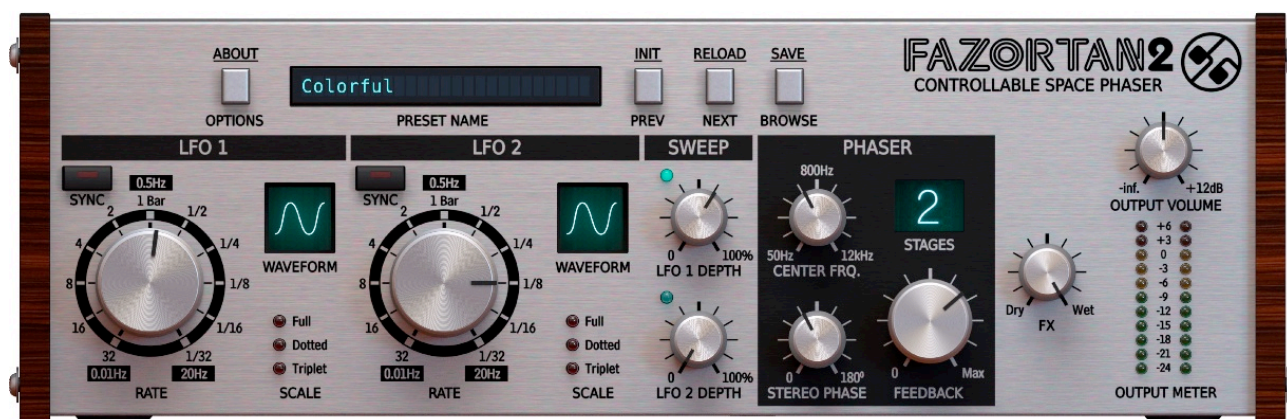 ABOUT
OPTIONS
Colorful
PRESET NAME
INIT
PREV
RELOAD
NEXT
SAVE
BROWSE
FAZORTAN2
CONTROLLABLE SPACE PHASER
LFO 1
SYNC
0.5Hz
1 Bar
2
1/2
4
1/4
8
1/8
16
1/16
32
1/32
0.01Hz
20Hz
RATE
WAVEFORM
Full
Dotted
Triplet
SCALE
LFO 2
SYNC
0.5Hz
1 Bar
2
1/2
4
1/4
8
1/8
16
1/16
32
1/32
0.01Hz
20Hz
RATE
WAVEFORM
Full
Dotted
Triplet
SCALE
SWEEP
0 100%
LFO 1 DEPTH
0 100%
LFO 2 DEPTH
PHASER
800Hz
50Hz 12kHz
CENTER FRQ.
2
STAGES
0 180º
STEREO PHASE
0 Max
FEEDBACK
Dry Wet
FX
-inf. +12dB
OUTPUT VOLUME
+6
+3
0
-3
-6
-9
-12
-15
-18
-21
-24
OUTPUT METER